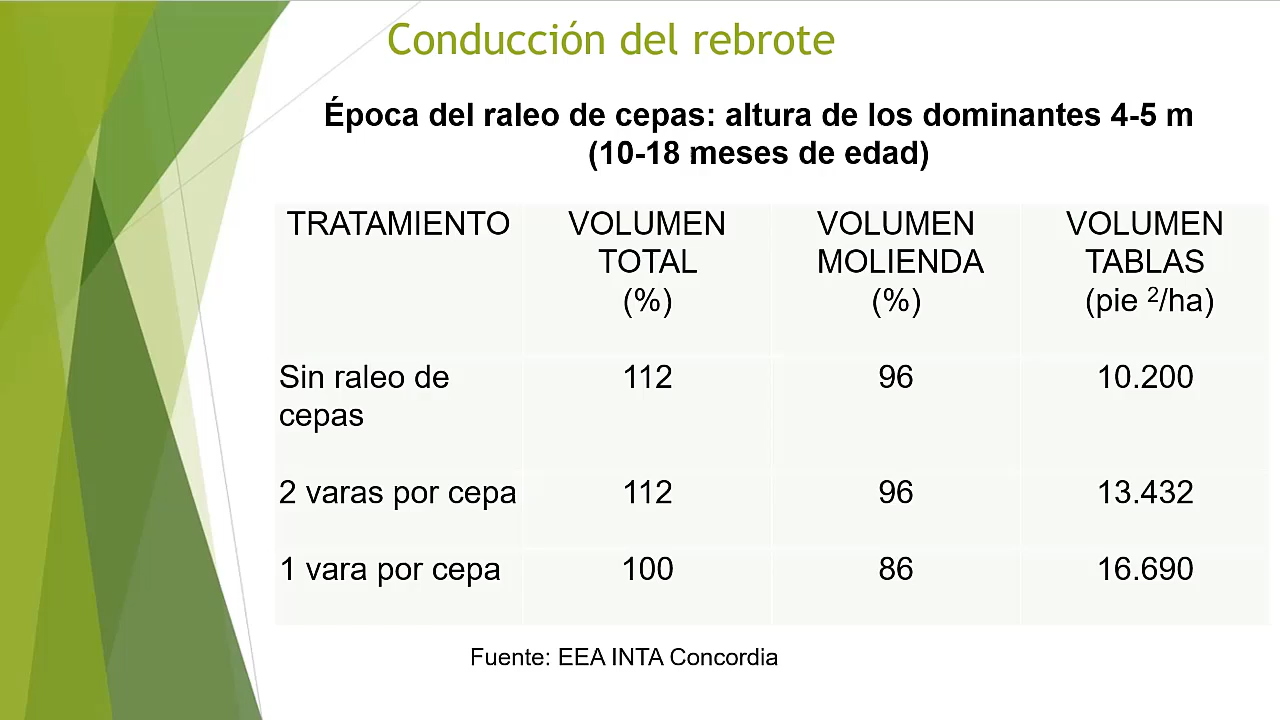 Conducción del rebrote
Época del raleo de cepas: altura de los dominantes 4-5 m
(10-18 meses de edad)
TRATAMIENTO VOLUMEN TOTAL (%) VOLUMEN MOLIENDA (%) VOLUMEN TABLAS (pie ²/ha)
Sin raleo de cepas 112 96 10.200
2 varas por cepa 112 96 13.432
1 vara por cepa 100 86 16.690
Fuente: EEA INTA Concordia